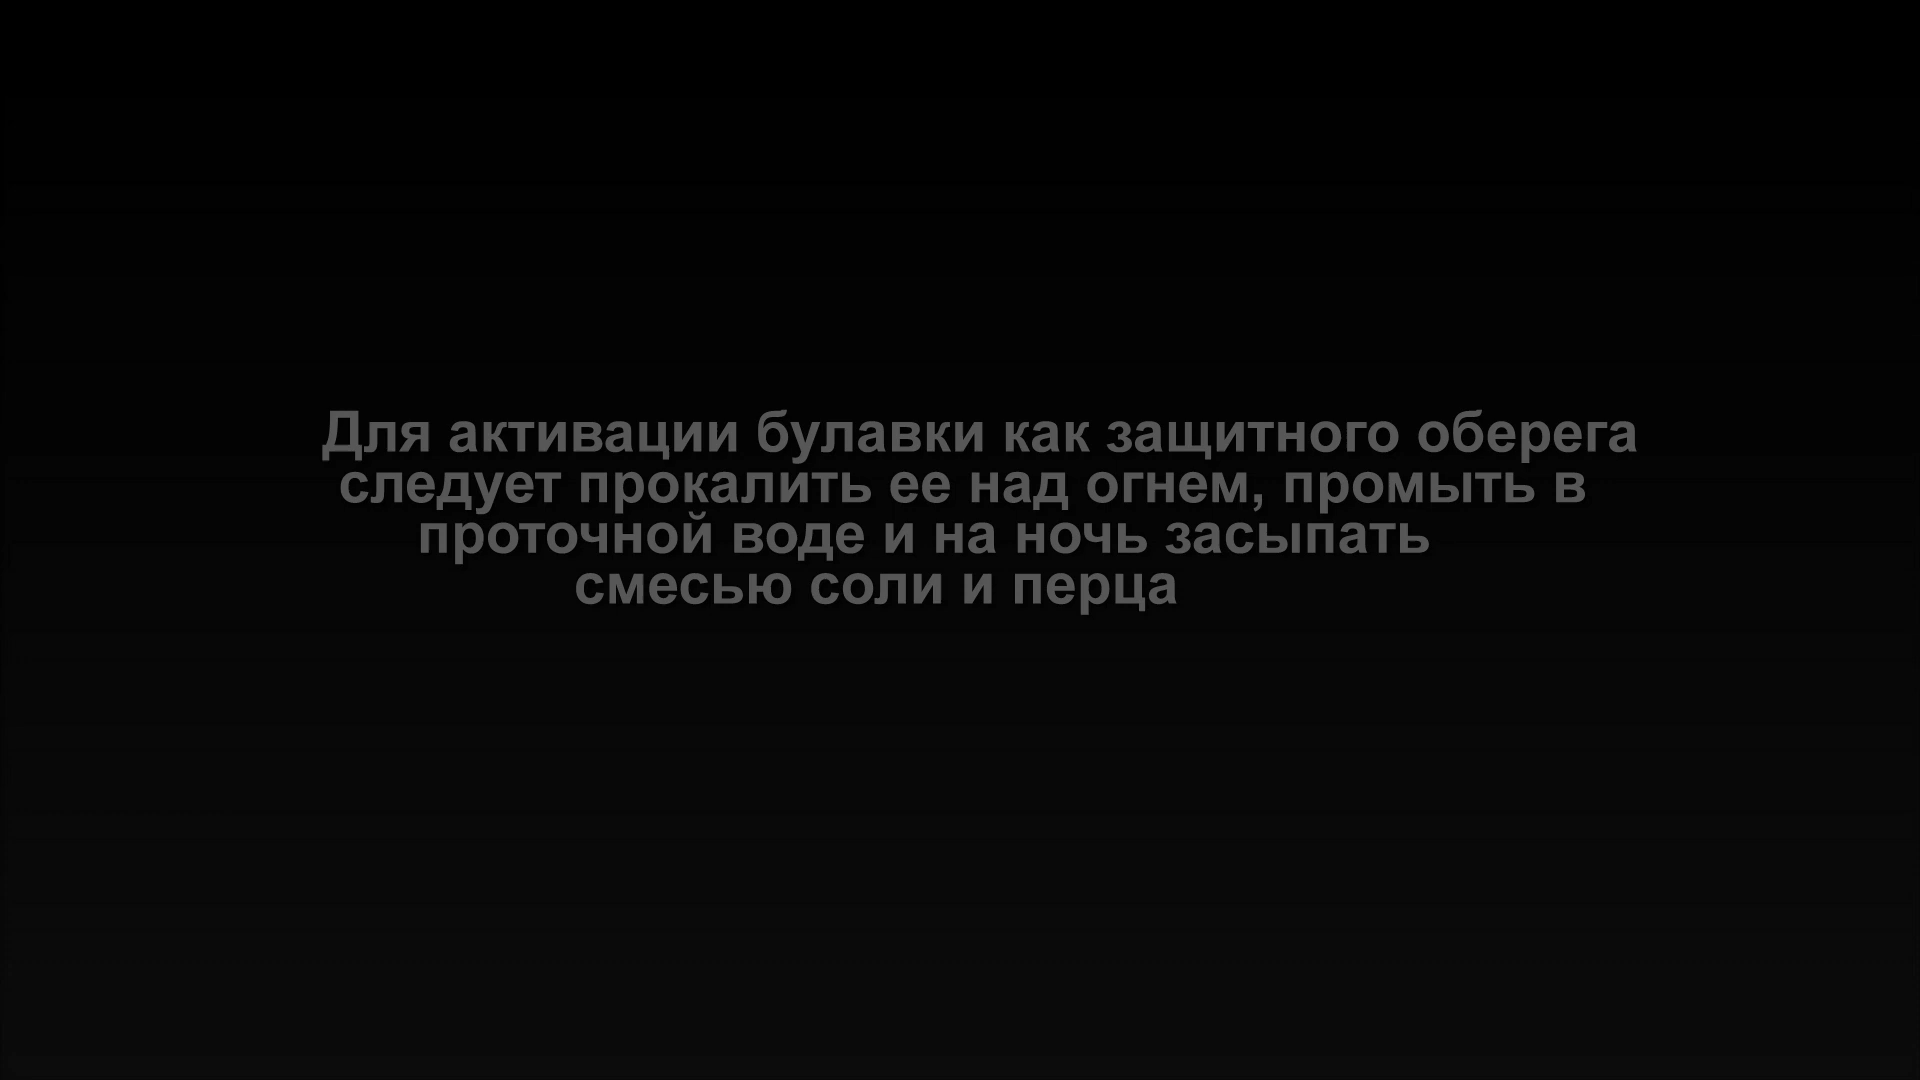 Для активации булавки как защитного оберега
следует прокалить ее над огнем, промыть в
проточной воде и на ночь засыпать
смесью соли и перца